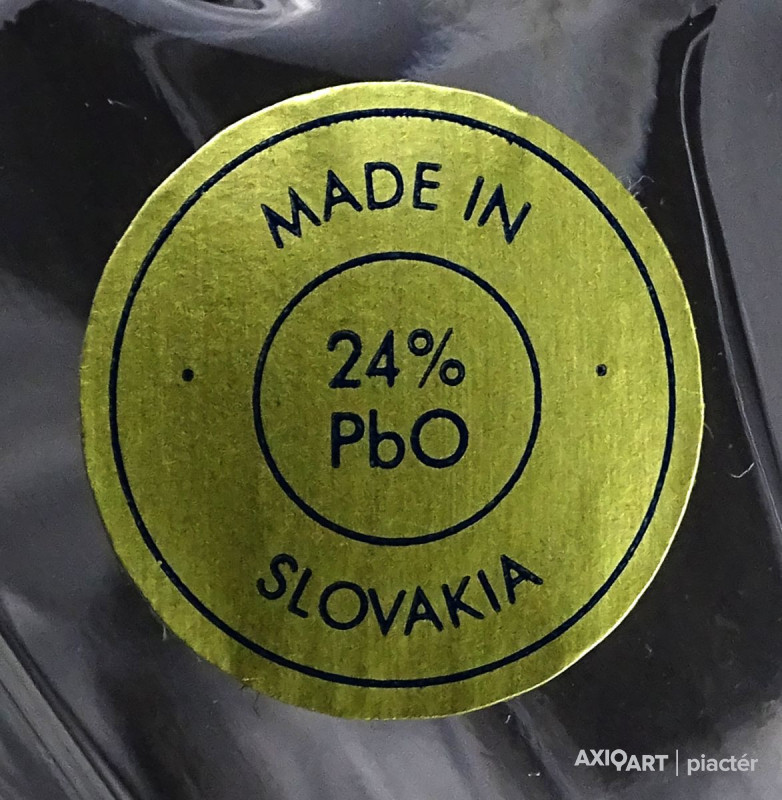 MADE IN
24%
PbO
SLOVAKIA
AXIOART | piactér